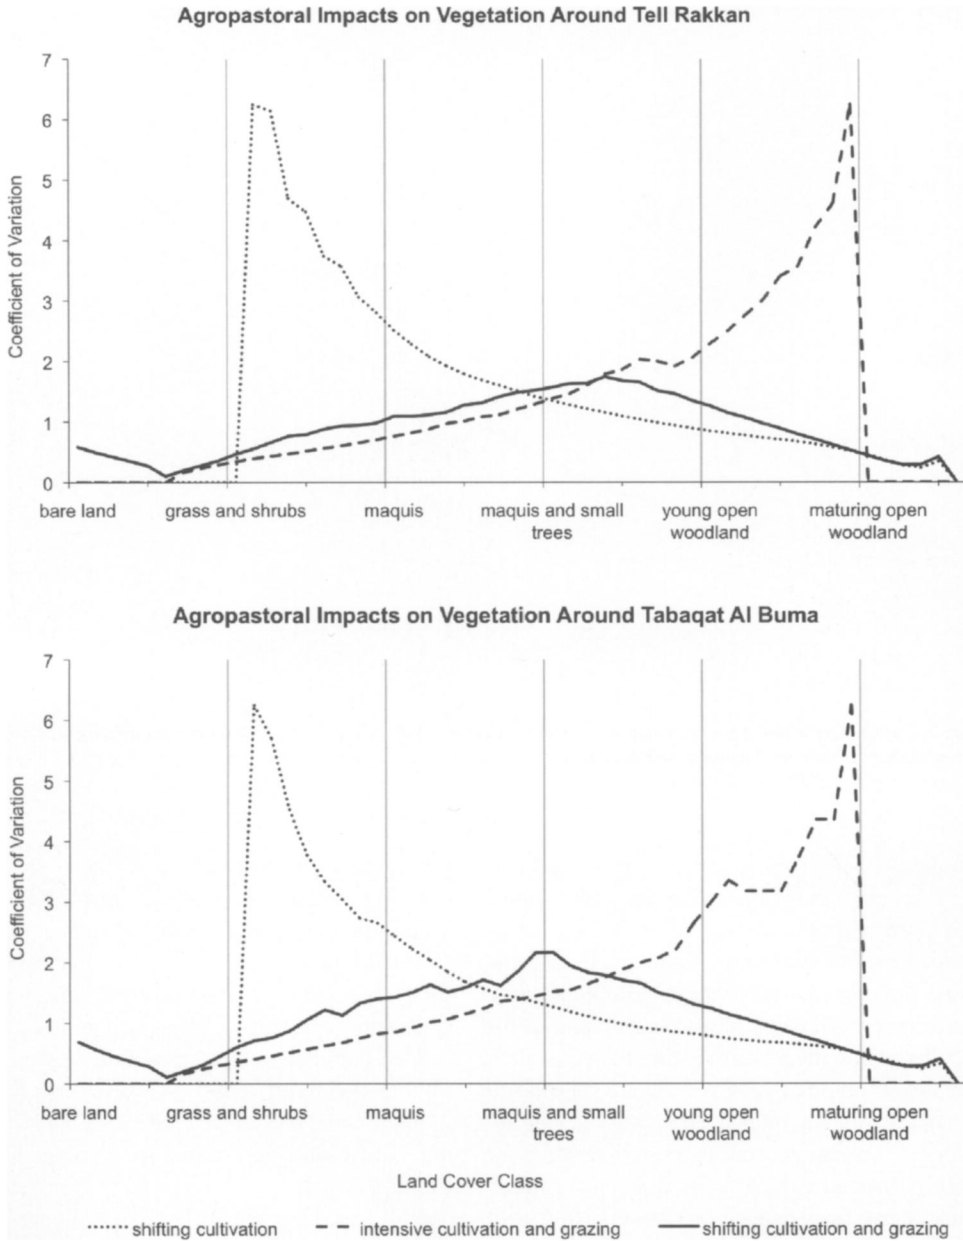 Agropastoral Impacts on Vegetation Around Tell Rakkan
7
6
5
4
3
2
1
0
Coefficient of Variation
bare land grass and shrubs maquis maquis and small young open maturing open
trees woodland woodland
Agropastoral Impacts on Vegetation Around Tabaqat Al Buma
7
6
5
4
3
2
1
0
Coefficient of Variation
bare land grass and shrubs maquis maquis and small young open maturing open
trees woodland woodland
Land Cover Class
shifting cultivation intensive cultivation and grazing shifting cultivation and grazing